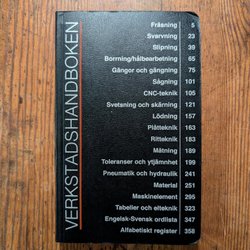 VERKSTADSHANDBOKEN
Fräsning 5
Svarvning 23
Slipning 39
Borrning/hålbearbetning 65
Gängor och gängning 75
Sågning 101
CNC-teknik 105
Svetsning och skärning 121
Lödning 157
Plåtteknik 163
Ritteknik 183
Mätning 189
Toleranser och ytjämnhet 199
Pneumatik och hydraulik 241
Material 251
Maskinelement 295
Tabeller och elteknik 323
Engelsk-Svensk ordlista 347
Alfabetiskt register 358